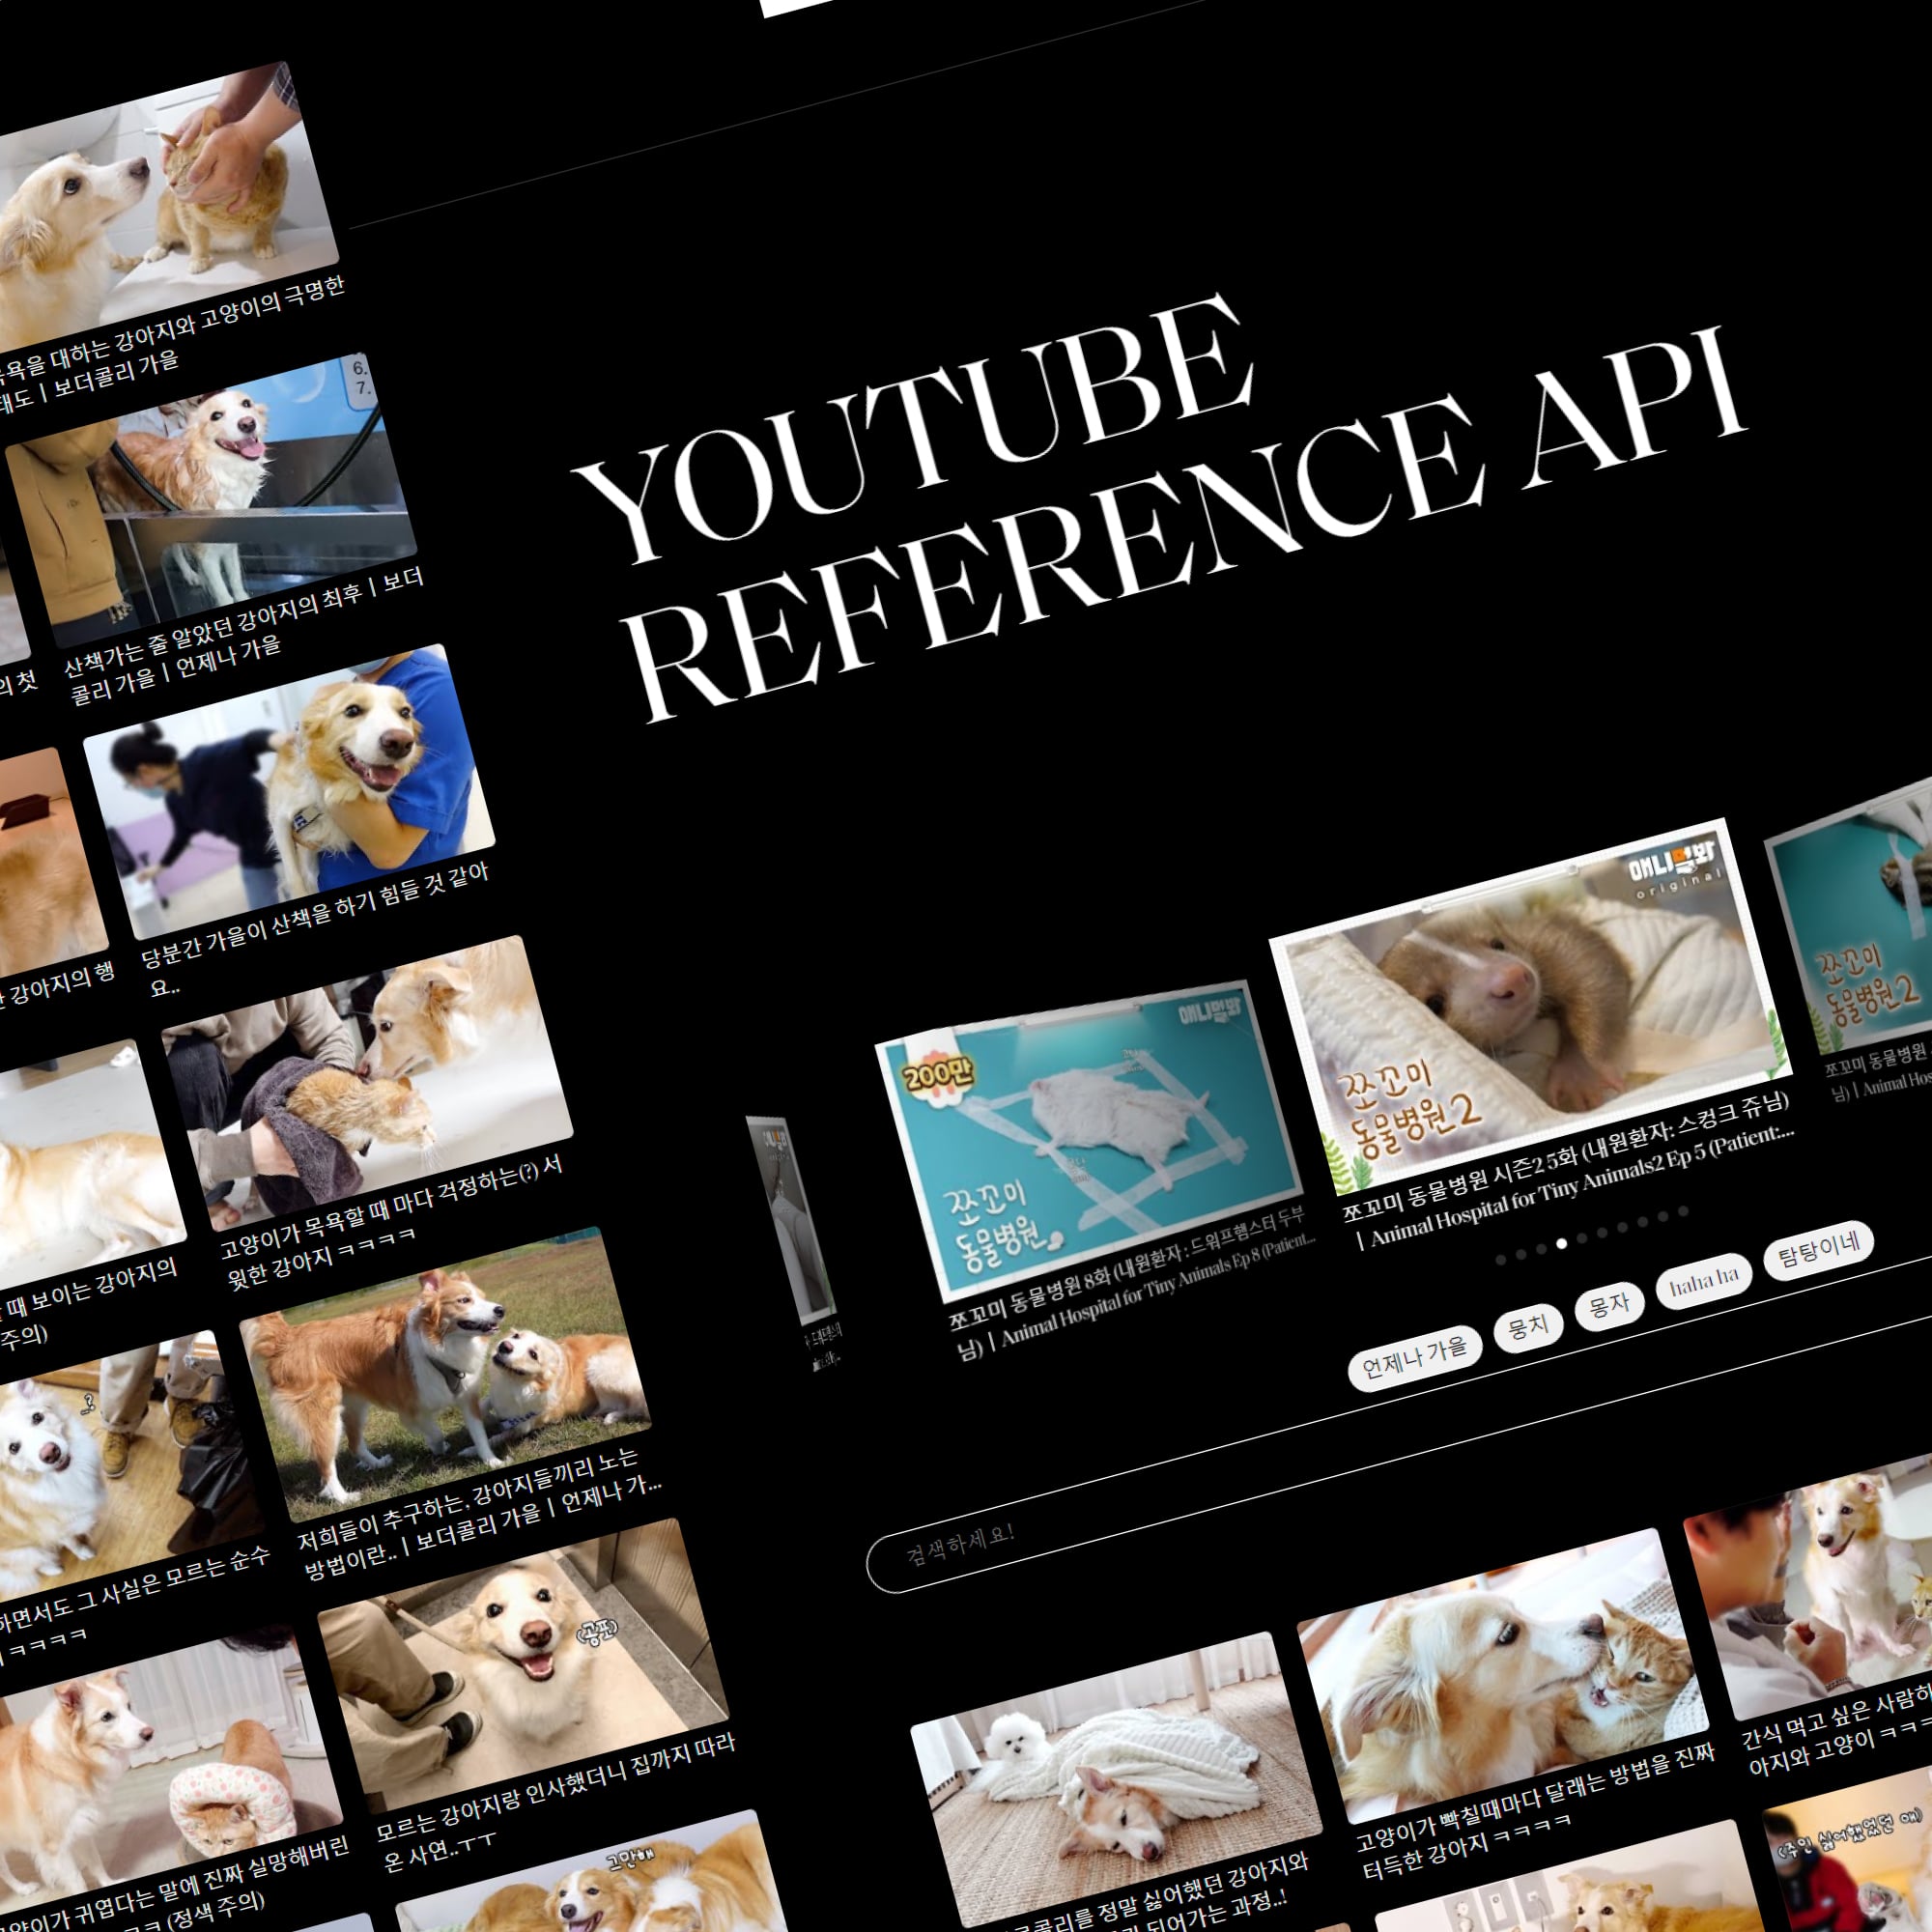 목욕을 대하는 강아지와 고양이의 극명한
태도 | 보더콜리 가을
6.
7.
산책가는 줄 알았던 강아지의 최후 | 보더
콜리 가을 | 언제나 가을
의 첫
당분간 가을이 산책을 하기 힘들 것 같아
요..
강아지의 행
고양이가 목욕할 때 마다 걱정하는(?) 서
윗한 강아지 ㅋㅋㅋㅋ
때 보이는 강아지의
주의)
..?
저희들이 추구하는, 강아지들끼리 노는
방법이란.. | 보더콜리 가을 | 언제나 가...
하면서도 그 사실은 모르는 순수
ㅋㅋㅋㅋ
(공포)
모르는 강아지랑 인사했더니 집까지 따라
온 사연..ㅜㅜ
고양이가 귀엽다는 말에 진짜 실망해버린
(정색 주의)
그만해
YOUTUBE
REFERENCE API
200만
애니멀봐
쪼꼬미
동물병원
쪼꼬미 동물병원 8화 (내원환자 : 드워프햄스터 두부
님) | Animal Hospital for Tiny Animals Ep 8 (Patient...
애니멀봐
original
쪼꼬미
동물병원2
쪼꼬미 동물병원 시즌2 5화 (내원환자: 스컹크 쥬님)
| Animal Hospital for Tiny Animals2 Ep 5 (Patient:...
쪼꼬미
동물병원2
쪼꼬미 동물병원
님) | Animal Hos
언제나 가을
뭉치
몽자
haha ha
탐탐이네
검색하세요!
를 정말 싫어했던 강아지와
되어가는 과정..!
고양이가 빡칠때마다 달래는 방법을 진짜
터득한 강아지 ㅋㅋㅋㅋ
간식 먹고 싶은 사람
아지와 고양이 ㅋㅋ
(주인 싫어했었던 애)